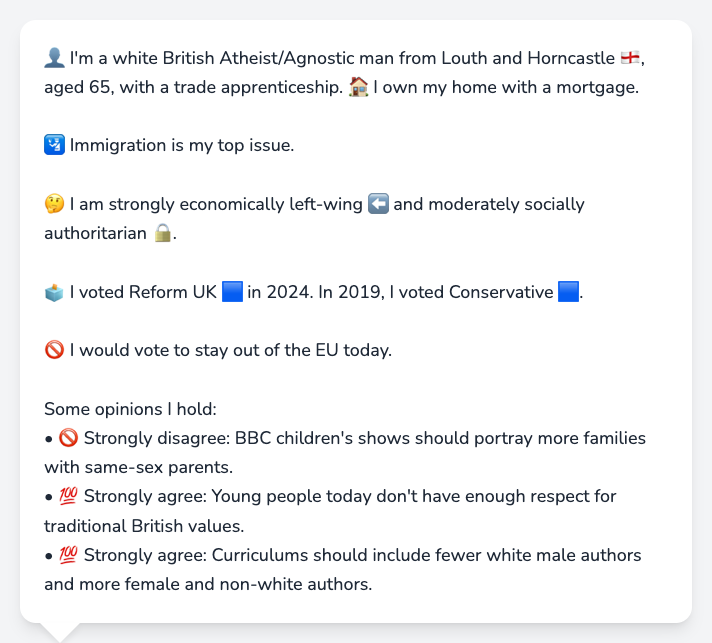 👤 I'm a white British Atheist/Agnostic man from Louth and Horncastle 🏴󠁧󠁢󠁥󠁮󠁧󠁿,
aged 65, with a trade apprenticeship. 🏠 I own my home with a mortgage.
🛂 Immigration is my top issue.
🤔 I am strongly economically left-wing ⬅️ and moderately socially
authoritarian 🔒.
🗳️ I voted Reform UK 🟦 in 2024. In 2019, I voted Conservative 🟦.
🚫 I would vote to stay out of the EU today.
Some opinions I hold:
• 🚫 Strongly disagree: BBC children's shows should portray more families
with same-sex parents.
• 💯 Strongly agree: Young people today don't have enough respect for
traditional British values.
• 💯 Strongly agree: Curriculums should include fewer white male authors
and more female and non-white authors.